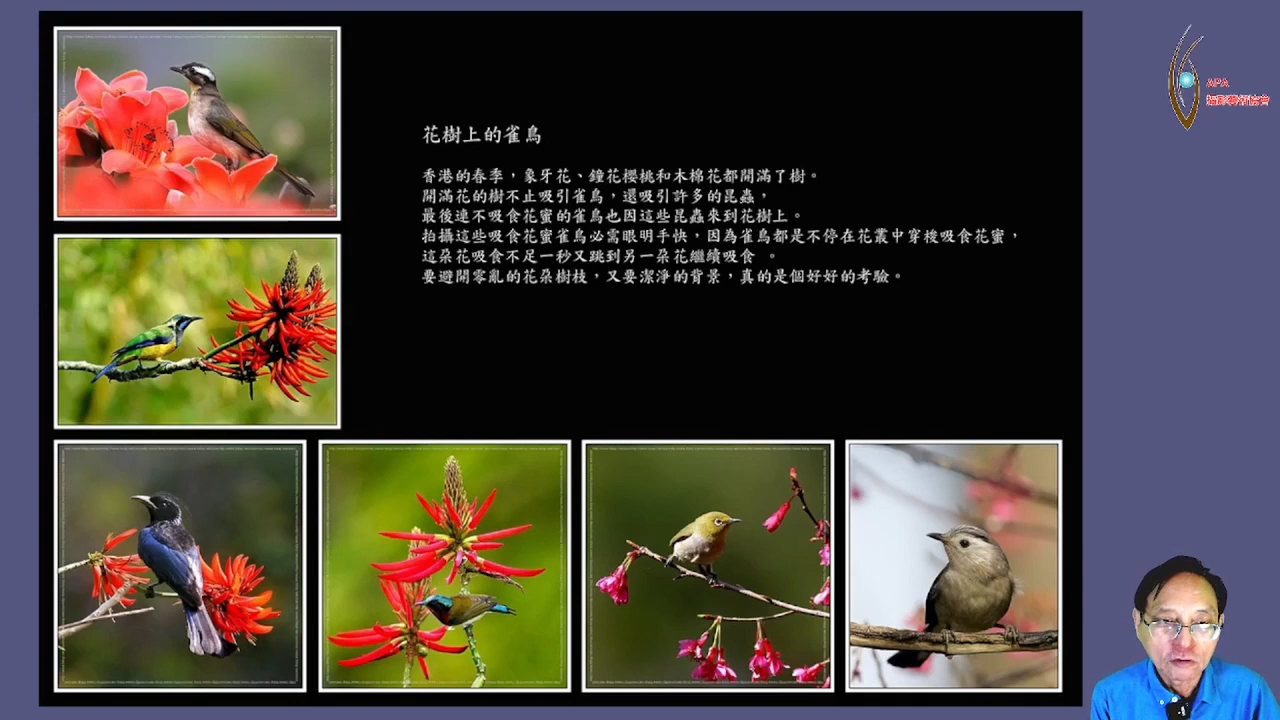 花樹上的雀鳥
香港的春季，象牙花、鐘花櫻桃和木棉花都開滿了樹。
開滿花的樹不止吸引雀鳥，還吸引許多的昆蟲，
最後連不吸食花蜜的雀鳥也因這些昆蟲來到花樹上。
拍攝這些吸食花蜜雀鳥必需眼明手快，因為雀鳥都是不停在花叢中穿梭吸食花蜜，
這朵花吸食不足一秒又跳到另一朵花繼續吸食 。
要避開零亂的花朵樹枝，又要潔淨的背景，真的是個好好的考驗。
APA
攝影藝術協會